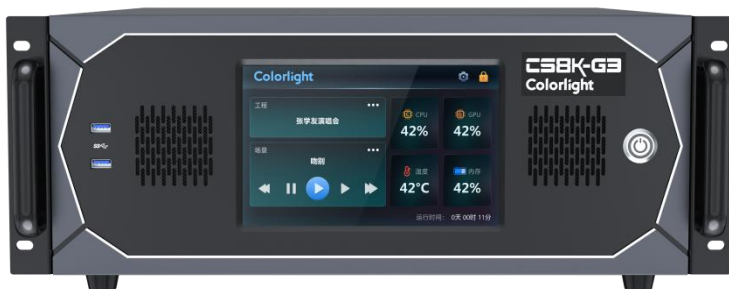 Colorlight
工程
张学友演唱会
场景
吻别
CPU
42%
GPU
42%
温度
42°C
内存
42%
运行时间: 0天 00时 11分
CS8K-G3
Colorlight